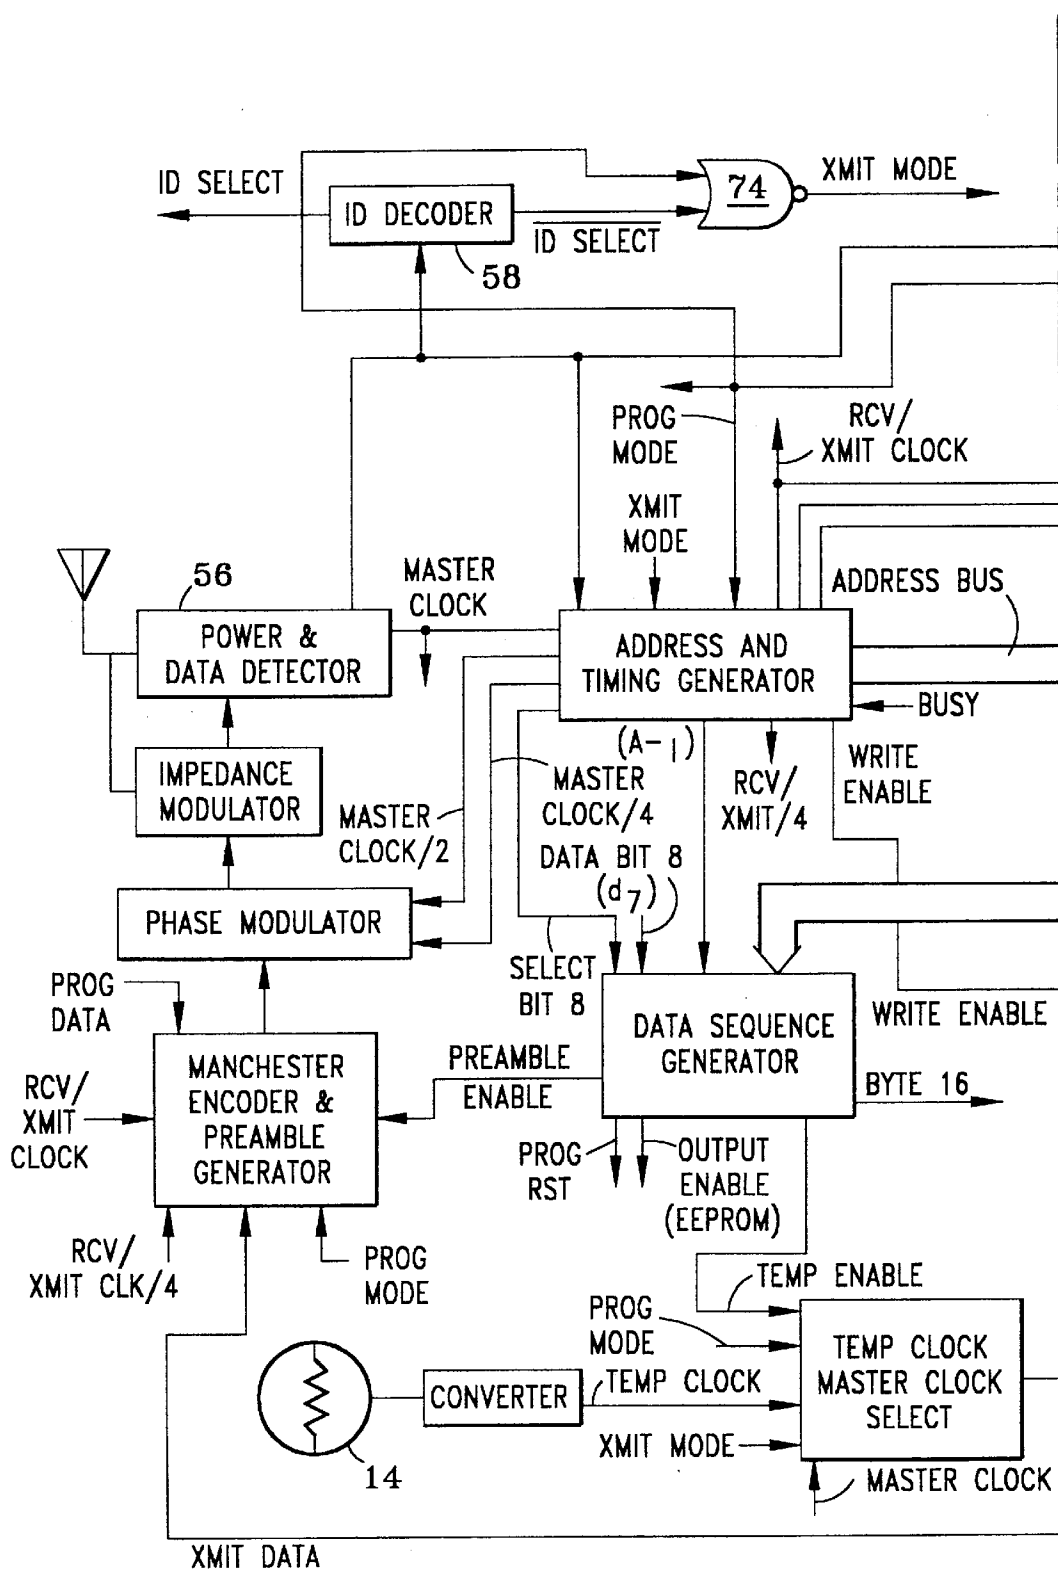 ID SELECT
ID DECODER
ID SELECT
58
74
XMIT MODE
PROG
MODE
RCV/
XMIT CLOCK
XMIT
MODE
56
MASTER
CLOCK
ADDRESS BUS
POWER &
DATA DETECTOR
ADDRESS AND
TIMING GENERATOR
BUSY
(A-1)
IMPEDANCE
MODULATOR
MASTER
CLOCK/2
MASTER
CLOCK/4
RCV/
XMIT/4
WRITE
ENABLE
DATA BIT 8
(d7)
PHASE MODULATOR
SELECT
BIT 8
PROG
DATA
DATA SEQUENCE
GENERATOR
WRITE ENABLE
MANCHESTER
ENCODER &
PREAMBLE
GENERATOR
PREAMBLE
ENABLE
BYTE 16
RCV/
XMIT
CLOCK
PROG
RST
OUTPUT
ENABLE
(EEPROM)
RCV/
XMIT CLK/4
PROG
MODE
TEMP ENABLE
PROG
MODE
TEMP CLOCK
MASTER CLOCK
SELECT
CONVERTER
TEMP CLOCK
XMIT MODE
14
MASTER CLOCK
XMIT DATA